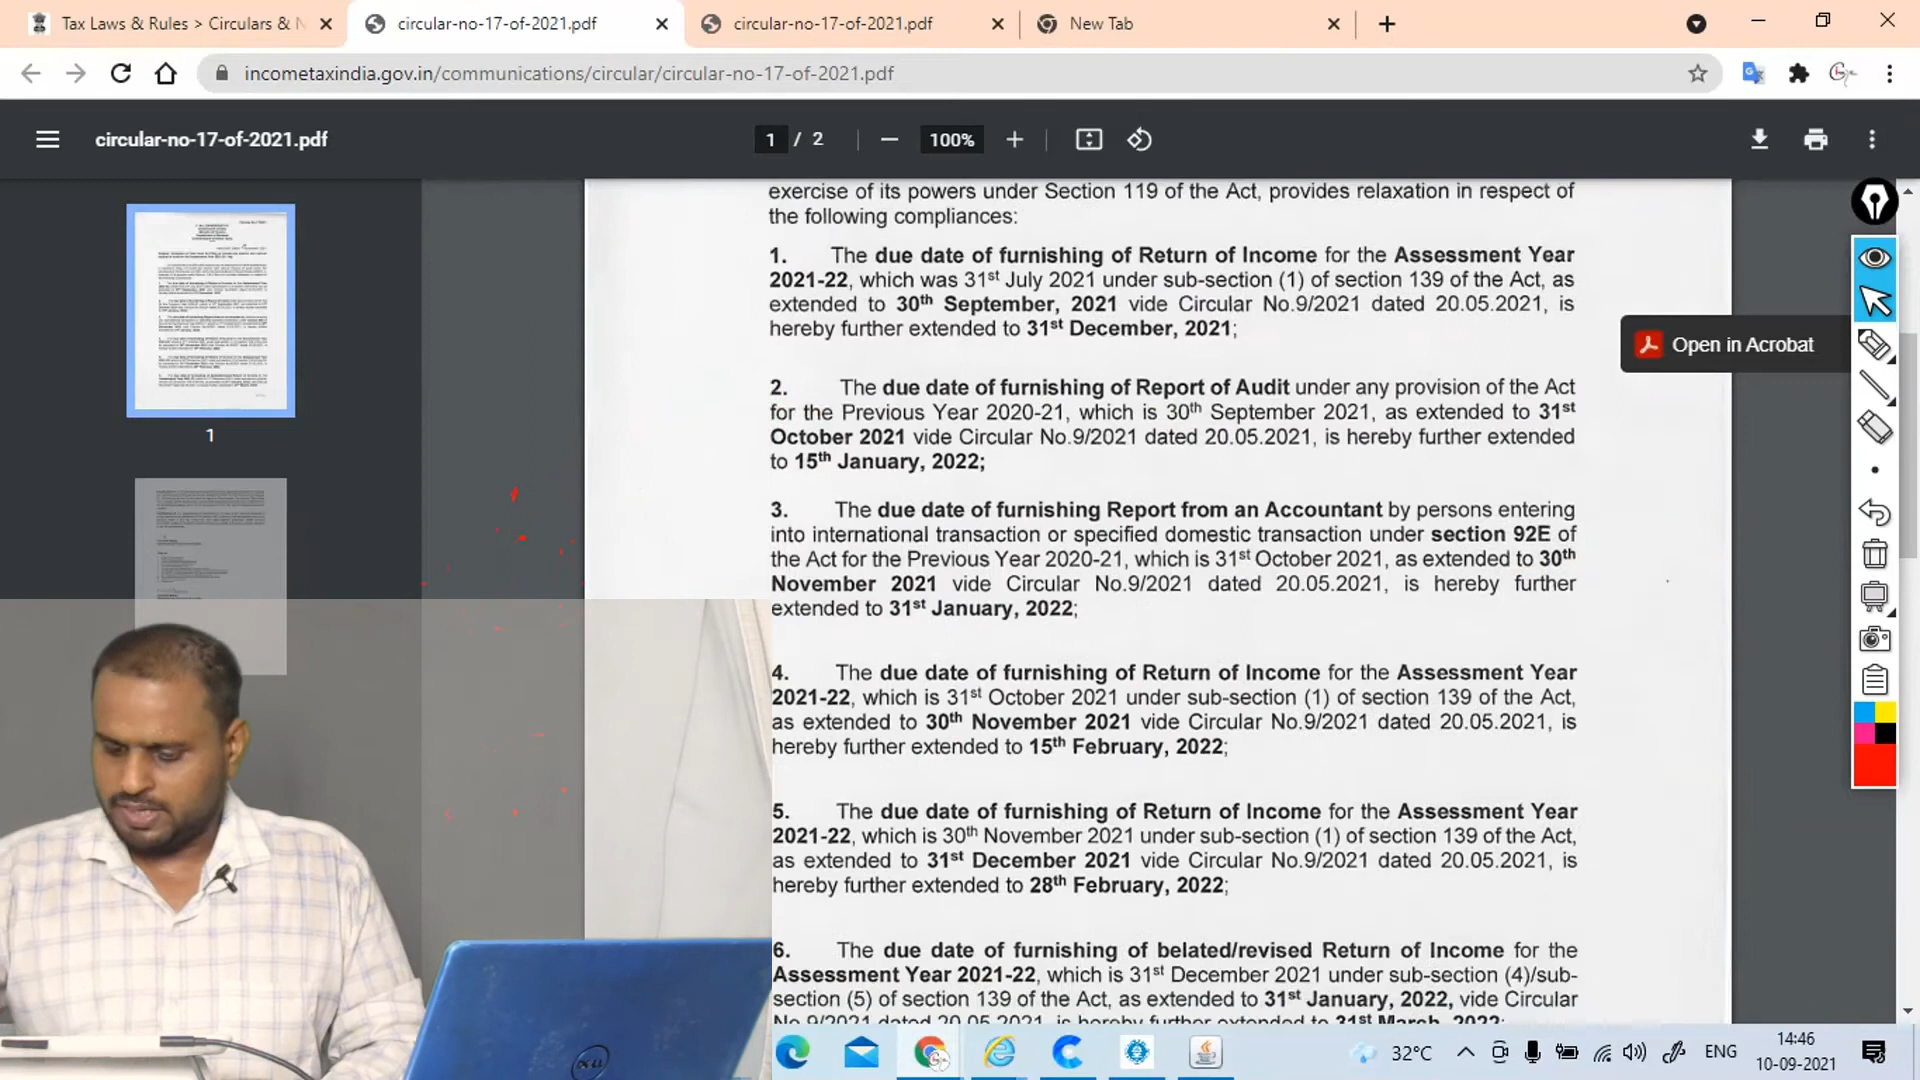 Tax Laws & Rules > Circulars & N
circular-no-17-of-2021.pdf
circular-no-17-of-2021.pdf
New Tab
incometaxindia.gov.in/communications/circular/circular-no-17-of-2021.pdf
circular-no-17-of-2021.pdf
1 / 2
100%
Open in Acrobat
1
exercise of its powers under Section 119 of the Act, provides relaxation in respect of
the following compliances:
1. The due date of furnishing of Return of Income for the Assessment Year
2021-22, which was 31st July 2021 under sub-section (1) of section 139 of the Act, as
extended to 30th September, 2021 vide Circular No.9/2021 dated 20.05.2021, is
hereby further extended to 31st December, 2021;
2. The due date of furnishing of Report of Audit under any provision of the Act
for the Previous Year 2020-21, which is 30th September 2021, as extended to 31st
October 2021 vide Circular No.9/2021 dated 20.05.2021, is hereby further extended
to 15th January, 2022;
3. The due date of furnishing Report from an Accountant by persons entering
into international transaction or specified domestic transaction under section 92E of
the Act for the Previous Year 2020-21, which is 31st October 2021, as extended to 30th
November 2021 vide Circular No.9/2021 dated 20.05.2021, is hereby further
extended to 31st January, 2022;
4. The due date of furnishing of Return of Income for the Assessment Year
2021-22, which is 31st October 2021 under sub-section (1) of section 139 of the Act,
as extended to 30th November 2021 vide Circular No.9/2021 dated 20.05.2021, is
hereby further extended to 15th February, 2022;
5. The due date of furnishing of Return of Income for the Assessment Year
2021-22, which is 30th November 2021 under sub-section (1) of section 139 of the Act,
as extended to 31st December 2021 vide Circular No.9/2021 dated 20.05.2021, is
hereby further extended to 28th February, 2022;
6. The due date of furnishing of belated/revised Return of Income for the
Assessment Year 2021-22, which is 31st December 2021 under sub-section (4)/sub-
section (5) of section 139 of the Act, as extended to 31st January, 2022, vide Circular
No.9/2021 dated 20.05.2021, is hereby further extended to 31st March, 2022;
DELL
32°C
ENG
14:46
10-09-2021